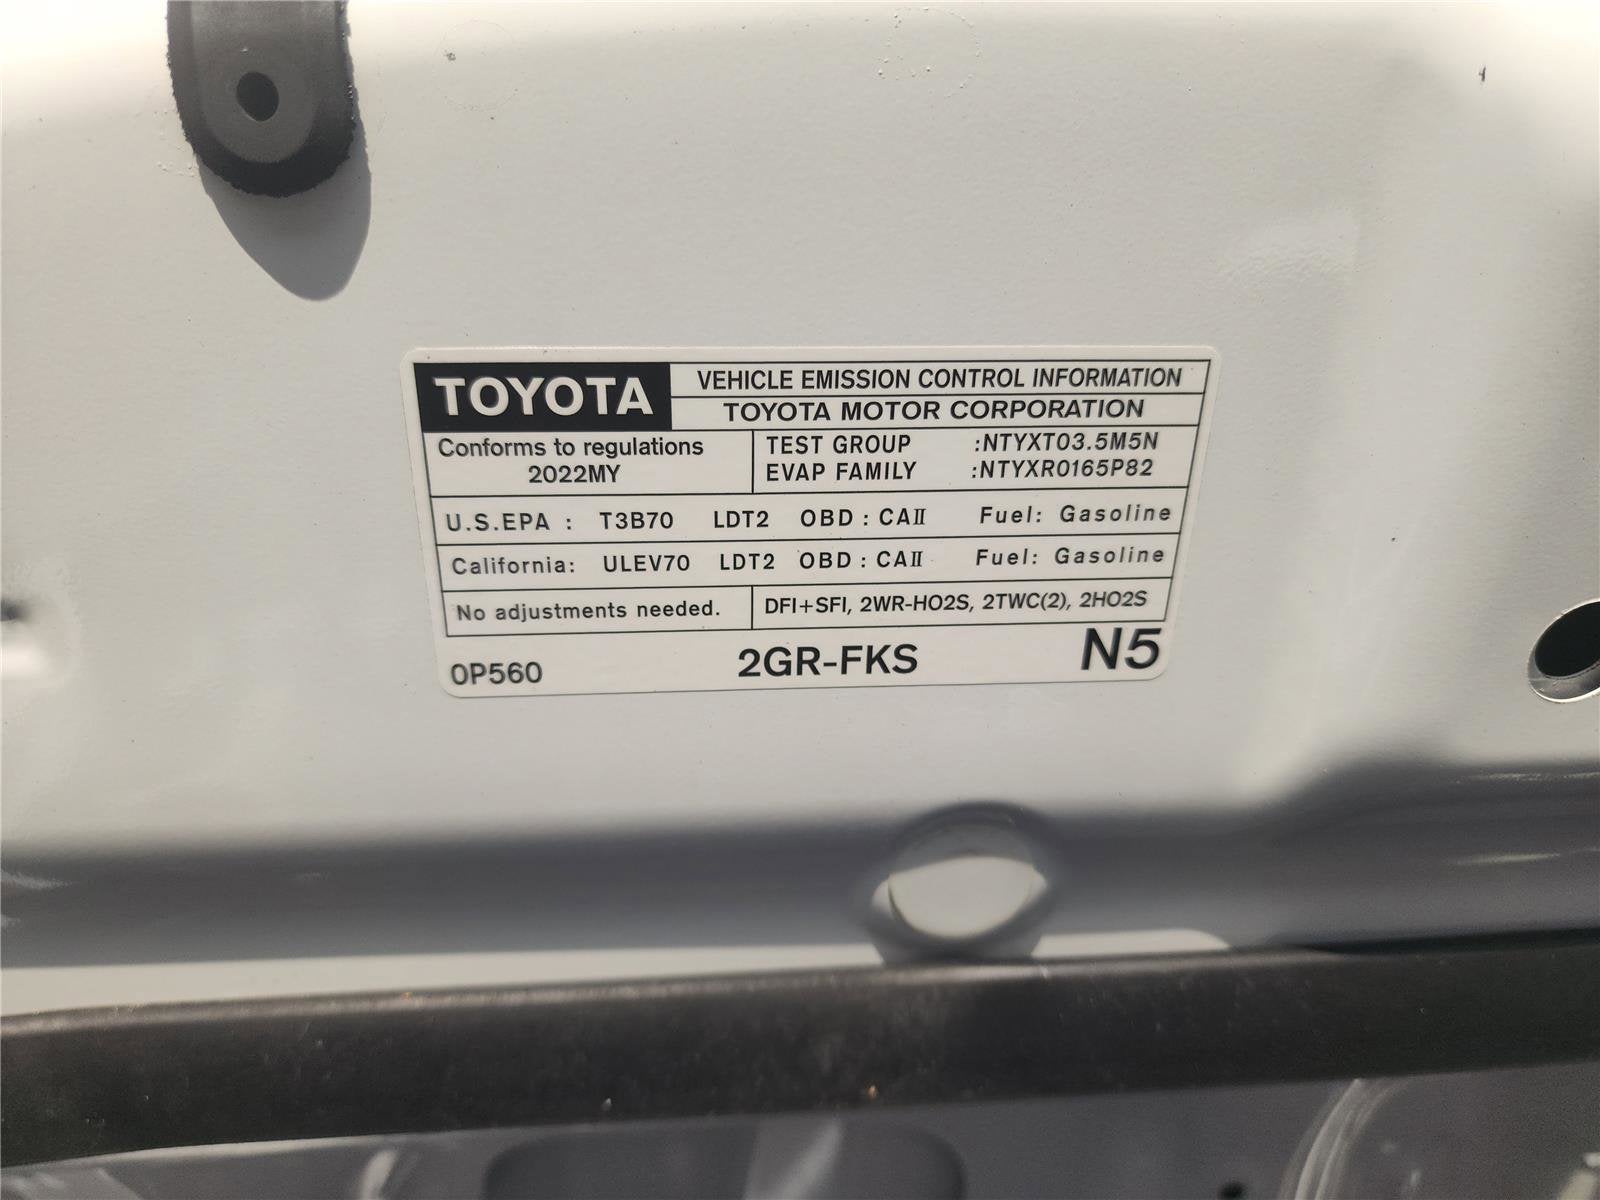 TOYOTA
VEHICLE EMISSION CONTROL INFORMATION
TOYOTA MOTOR CORPORATION
Conforms to regulations
2022MY
TEST GROUP :NTYXT03.5M5N
EVAP FAMILY :NTYXR0165P82
U.S.EPA : T3B70 LDT2 OBD : CAII Fuel: Gasoline
California: ULEV70 LDT2 OBD : CAII Fuel: Gasoline
No adjustments needed.
DFI+SFI, 2WR-HO2S, 2TWC(2), 2HO2S
0P560 2GR-FKS N5